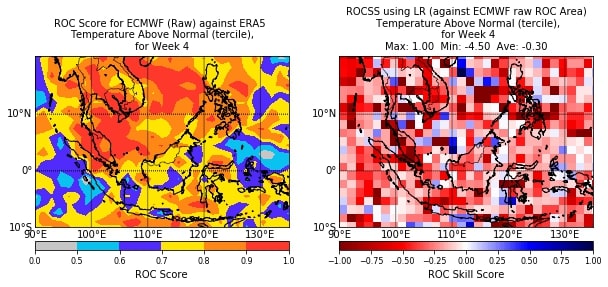 ROC Score for ECMWF (Raw) against ERA5
Temperature Above Normal (tercile),
for Week 4
10°N
0°
10°S
90°E 100°E 110°E 120°E 130°E
0.0 0.5 0.6 0.7 0.8 0.9 1.0
ROC Score
ROCSS using LR (against ECMWF raw ROC Area)
Temperature Above Normal (tercile),
for Week 4
Max: 1.00 Min: -4.50 Ave: -0.30
10°N
0°
10°S
90°E 100°E 110°E 120°E 130°E
−1.00 −0.75 −0.50 −0.25 0.00 0.25 0.50 0.75 1.00
ROC Skill Score